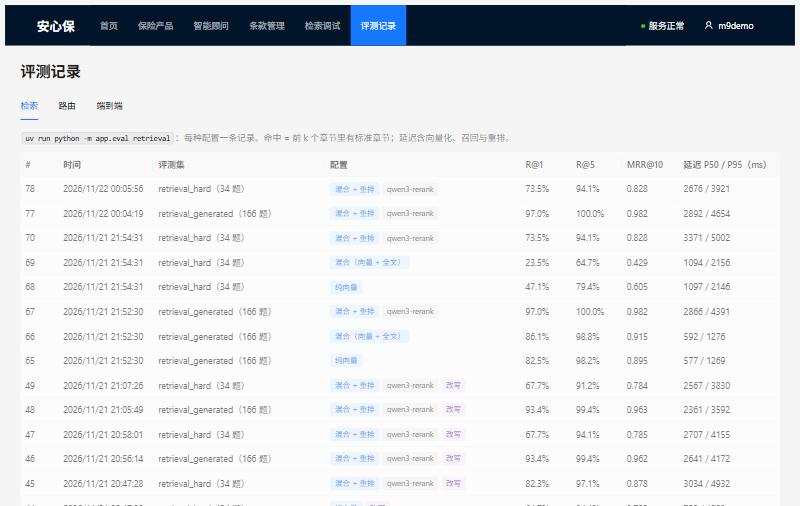 安心保 首页 保险产品 智能顾问 条款管理 检索调试 评测记录 服务正常 m9demo
评测记录
检索 路由 端到端
uv run python -m app.eval retrieval ：每种配置一条记录。命中 = 前 k 个章节里有标准章节；延迟含向量化、召回与重排。
# 时间 评测集 配置 R@1 R@5 MRR@10 延迟 P50 / P95（ms）
78 2026/11/22 00:05:56 retrieval_hard（34 题） 混合 + 重排 qwen3-rerank 73.5% 94.1% 0.828 2676 / 3921
77 2026/11/22 00:04:19 retrieval_generated（166 题） 混合 + 重排 qwen3-rerank 97.0% 100.0% 0.982 2892 / 4654
70 2026/11/21 21:54:31 retrieval_hard（34 题） 混合 + 重排 qwen3-rerank 73.5% 94.1% 0.828 3371 / 5002
69 2026/11/21 21:54:31 retrieval_hard（34 题） 混合（向量 + 全文） 23.5% 64.7% 0.429 1094 / 2156
68 2026/11/21 21:54:31 retrieval_hard（34 题） 纯向量 47.1% 79.4% 0.605 1097 / 2146
67 2026/11/21 21:52:30 retrieval_generated（166 题） 混合 + 重排 qwen3-rerank 97.0% 100.0% 0.982 2866 / 4391
66 2026/11/21 21:52:30 retrieval_generated（166 题） 混合（向量 + 全文） 86.1% 98.8% 0.915 592 / 1276
65 2026/11/21 21:52:30 retrieval_generated（166 题） 纯向量 82.5% 98.2% 0.895 577 / 1269
49 2026/11/21 21:07:26 retrieval_hard（34 题） 混合 + 重排 qwen3-rerank 改写 67.7% 91.2% 0.784 2567 / 3830
48 2026/11/21 21:05:49 retrieval_generated（166 题） 混合 + 重排 qwen3-rerank 改写 93.4% 99.4% 0.963 2361 / 3592
47 2026/11/21 20:58:01 retrieval_hard（34 题） 混合 + 重排 qwen3-rerank 改写 67.7% 94.1% 0.785 2707 / 4155
46 2026/11/21 20:56:14 retrieval_generated（166 题） 混合 + 重排 qwen3-rerank 改写 93.4% 99.4% 0.962 2641 / 4172
45 2026/11/21 20:47:28 retrieval_hard（34 题） 混合 + 重排 qwen3-rerank 改写 82.3% 97.1% 0.878 3034 / 4932